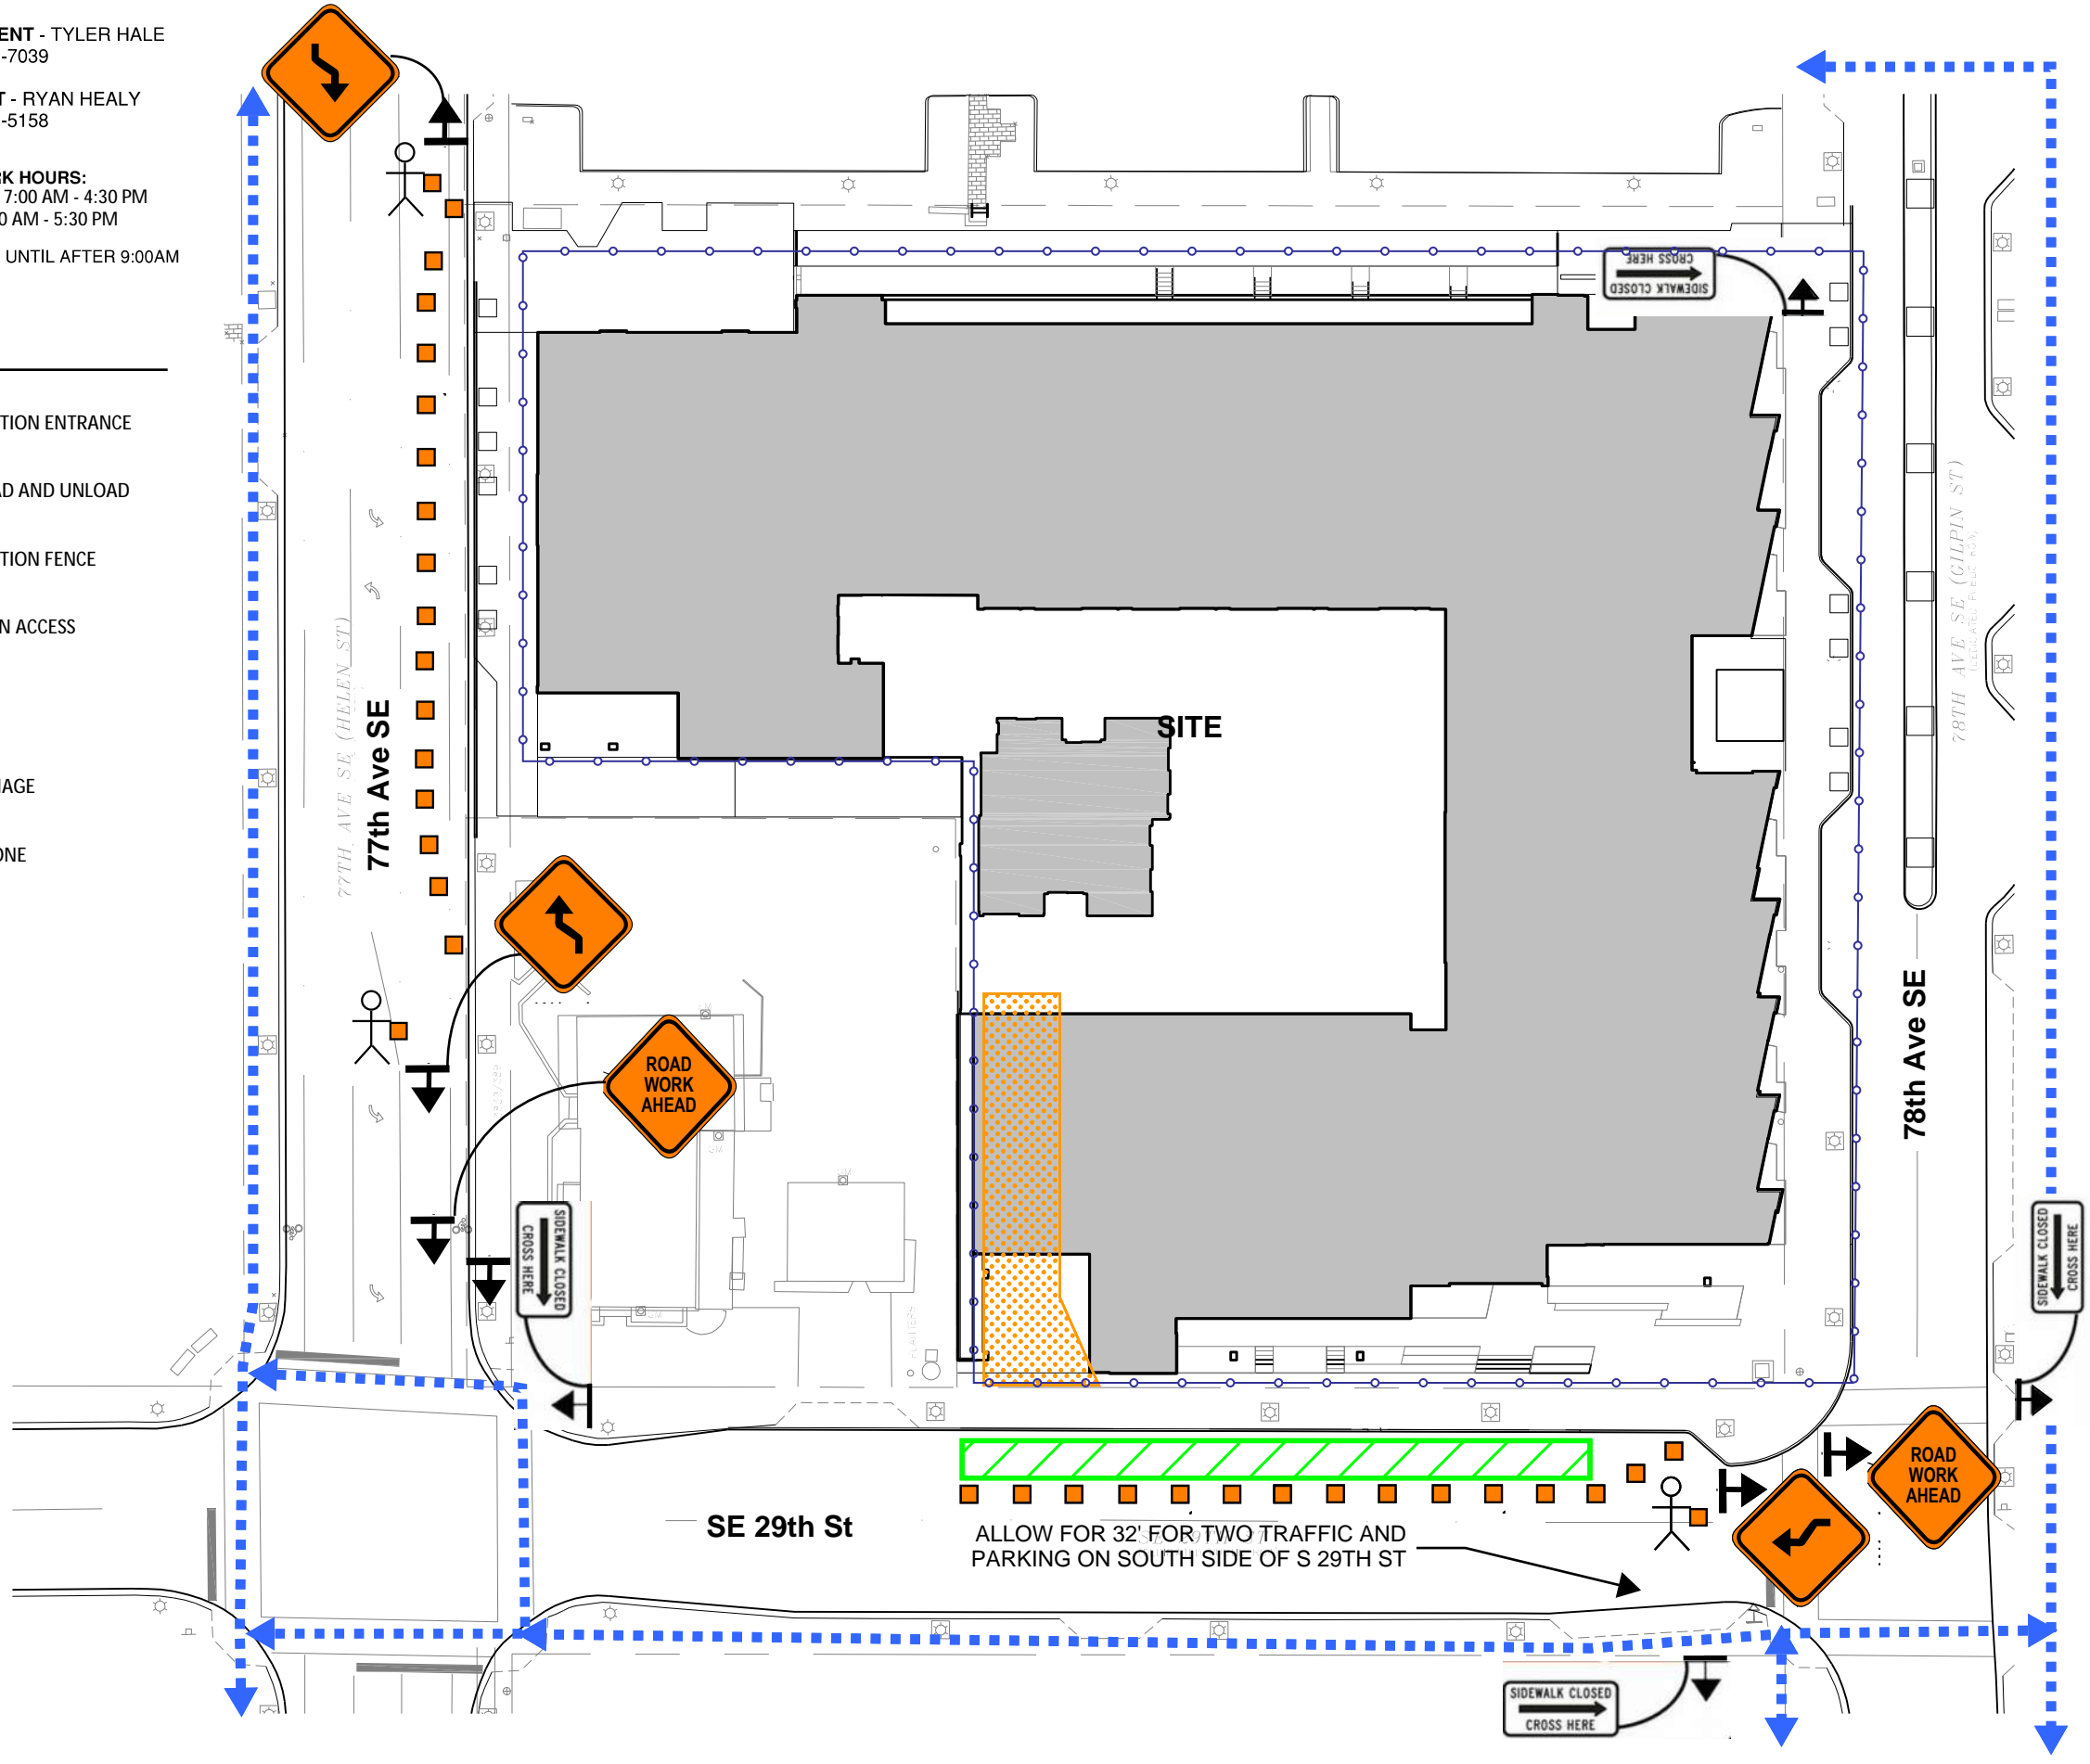 ENT - TYLER HALE
-7039
T - RYAN HEALY
-5158
RK HOURS:
7:00 AM - 4:30 PM
0 AM - 5:30 PM
UNTIL AFTER 9:00AM
TION ENTRANCE
AD AND UNLOAD
TION FENCE
N ACCESS
NAGE
ONE
CROSS HERE
SIDEWALK CLOSED
77TH AVE SE (HELEN ST)
77th Ave SE
SITE
78TH AVE SE (GILPIN ST)
78th Ave SE
ROAD
WORK
AHEAD
SIDEWALK CLOSED
CROSS HERE
PLANTERS
SIDEWALK CLOSED
CROSS HERE
ROAD
WORK
AHEAD
SE 29th St
ALLOW FOR 32' FOR TWO TRAFFIC AND
PARKING ON SOUTH SIDE OF S 29TH ST
SIDEWALK CLOSED
CROSS HERE